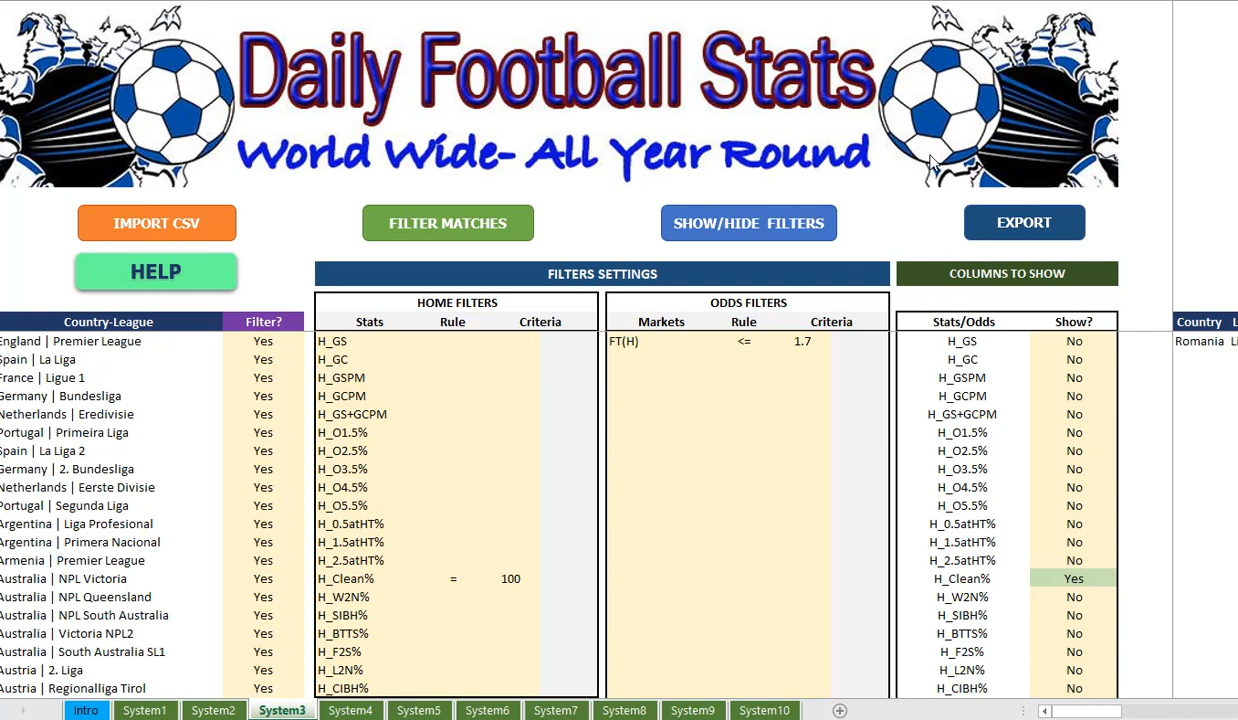 Daily Football Stats
World Wide- All Year Round
IMPORT CSV FILTER MATCHES SHOW/HIDE FILTERS EXPORT
HELP FILTERS SETTINGS COLUMNS TO SHOW
HOME FILTERS ODDS FILTERS
Country-League Filter? Stats Rule Criteria Markets Rule Criteria Stats/Odds Show? Country
England | Premier League Yes H_GS FT(H) <= 1.7 H_GS No Romania
Spain | La Liga Yes H_GC H_GC No
France | Ligue 1 Yes H_GSPM H_GSPM No
Germany | Bundesliga Yes H_GCPM H_GCPM No
Netherlands | Eredivisie Yes H_GS+GCPM H_GS+GCPM No
Portugal | Primeira Liga Yes H_O1.5% H_O1.5% No
Spain | La Liga 2 Yes H_O2.5% H_O2.5% No
Germany | 2. Bundesliga Yes H_O3.5% H_O3.5% No
Netherlands | Eerste Divisie Yes H_O4.5% H_O4.5% No
Portugal | Segunda Liga Yes H_O5.5% H_O5.5% No
Argentina | Liga Profesional Yes H_0.5atHT% H_0.5atHT% No
Argentina | Primera Nacional Yes H_1.5atHT% H_1.5atHT% No
Armenia | Premier League Yes H_2.5atHT% H_2.5atHT% No
Australia | NPL Victoria Yes H_Clean% = 100 H_Clean% Yes
Australia | NPL Queensland Yes H_W2N% H_W2N% No
Australia | NPL South Australia Yes H_SIBH% H_SIBH% No
Australia | Victoria NPL2 Yes H_BTTS% H_BTTS% No
Australia | South Australia SL1 Yes H_F2S% H_F2S% No
Austria | 2. Liga Yes H_L2N% H_L2N% No
Austria | Regionalliga Tirol Yes H_CIBH% H_CIBH% No
Intro System1 System2 System3 System4 System5 System6 System7 System8 System9 System10